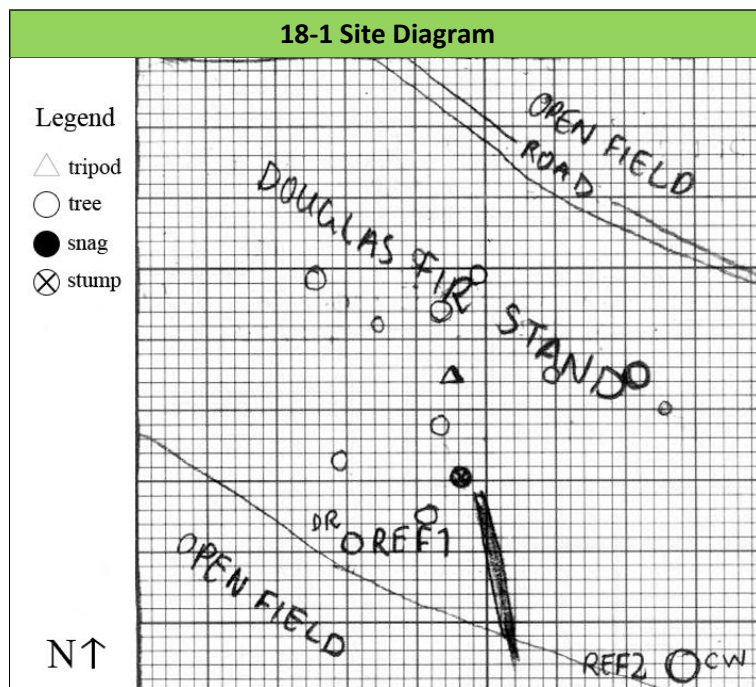 18-1 Site Diagram
Legend
tripod
tree
snag
stump
N↑
OPEN FIELD
ROAD
DOUGLAS FIR STAND
DR
REF1
OPEN FIELD
REF2
CW